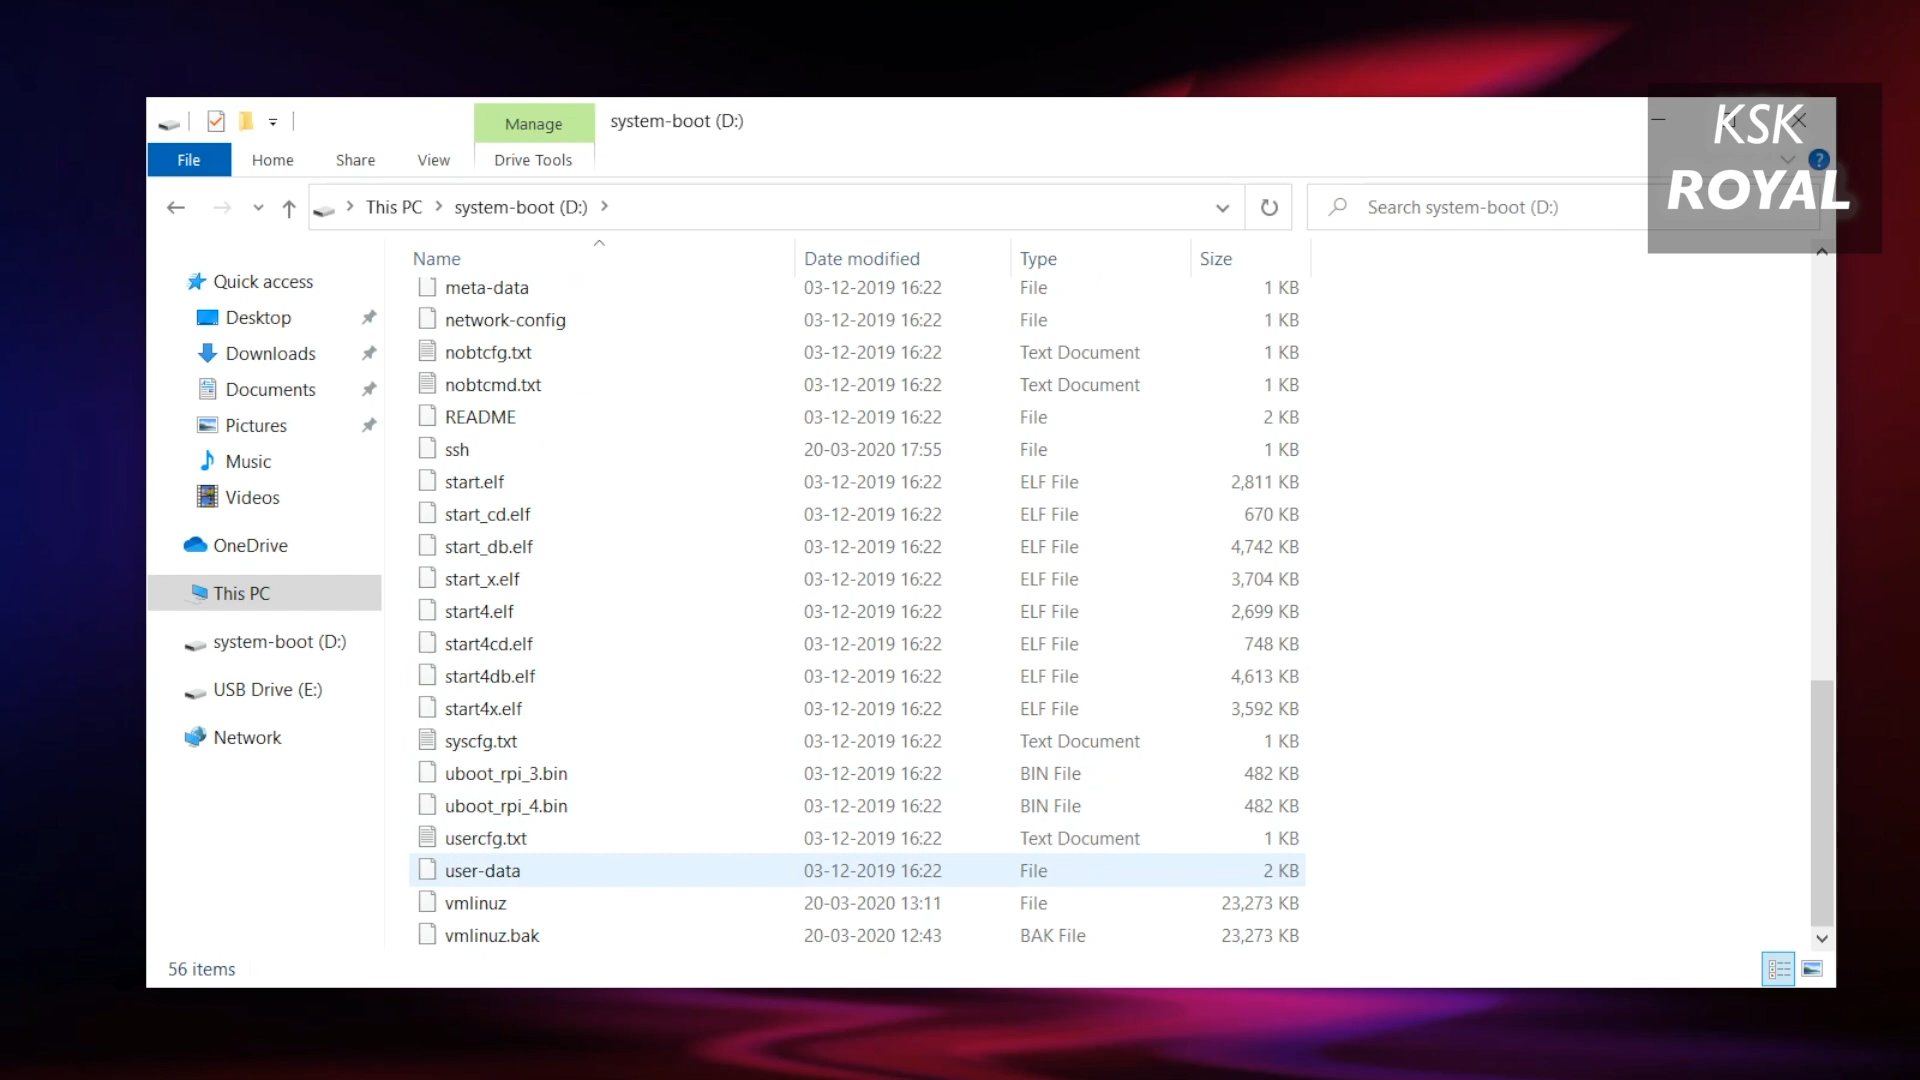 Manage
system-boot (D:)
KSK
ROYAL
File
Home
Share
View
Drive Tools
?
This PC
system-boot (D:)
Search system-boot (D:)
Name
Date modified
Type
Size
Quick access
Desktop
Downloads
Documents
Pictures
Music
Videos
OneDrive
This PC
system-boot (D:)
USB Drive (E:)
Network
meta-data 03-12-2019 16:22 File 1 KB
network-config 03-12-2019 16:22 File 1 KB
nobtcfg.txt 03-12-2019 16:22 Text Document 1 KB
nobtcmd.txt 03-12-2019 16:22 Text Document 1 KB
README 03-12-2019 16:22 File 2 KB
ssh 20-03-2020 17:55 File 1 KB
start.elf 03-12-2019 16:22 ELF File 2,811 KB
start_cd.elf 03-12-2019 16:22 ELF File 670 KB
start_db.elf 03-12-2019 16:22 ELF File 4,742 KB
start_x.elf 03-12-2019 16:22 ELF File 3,704 KB
start4.elf 03-12-2019 16:22 ELF File 2,699 KB
start4cd.elf 03-12-2019 16:22 ELF File 748 KB
start4db.elf 03-12-2019 16:22 ELF File 4,613 KB
start4x.elf 03-12-2019 16:22 ELF File 3,592 KB
syscfg.txt 03-12-2019 16:22 Text Document 1 KB
uboot_rpi_3.bin 03-12-2019 16:22 BIN File 482 KB
uboot_rpi_4.bin 03-12-2019 16:22 BIN File 482 KB
usercfg.txt 03-12-2019 16:22 Text Document 1 KB
user-data 03-12-2019 16:22 File 2 KB
vmlinuz 20-03-2020 13:11 File 23,273 KB
vmlinuz.bak 20-03-2020 12:43 BAK File 23,273 KB
56 items